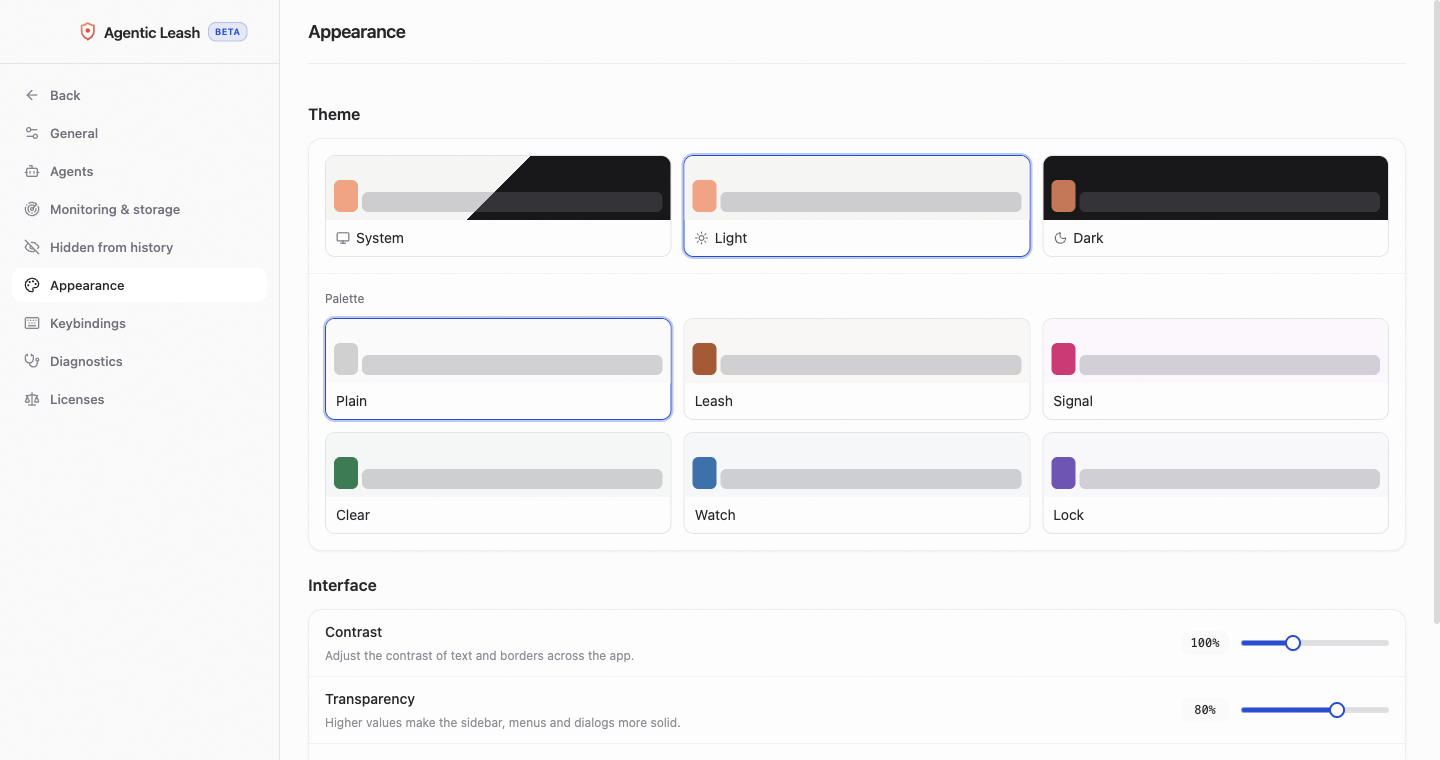 Agentic Leash BETA
Back
General
Agents
Monitoring & storage
Hidden from history
Appearance
Keybindings
Diagnostics
Licenses
Appearance
Theme
System
Light
Dark
Palette
Plain
Leash
Signal
Clear
Watch
Lock
Interface
Contrast
Adjust the contrast of text and borders across the app.
100%
Transparency
Higher values make the sidebar, menus and dialogs more solid.
80%